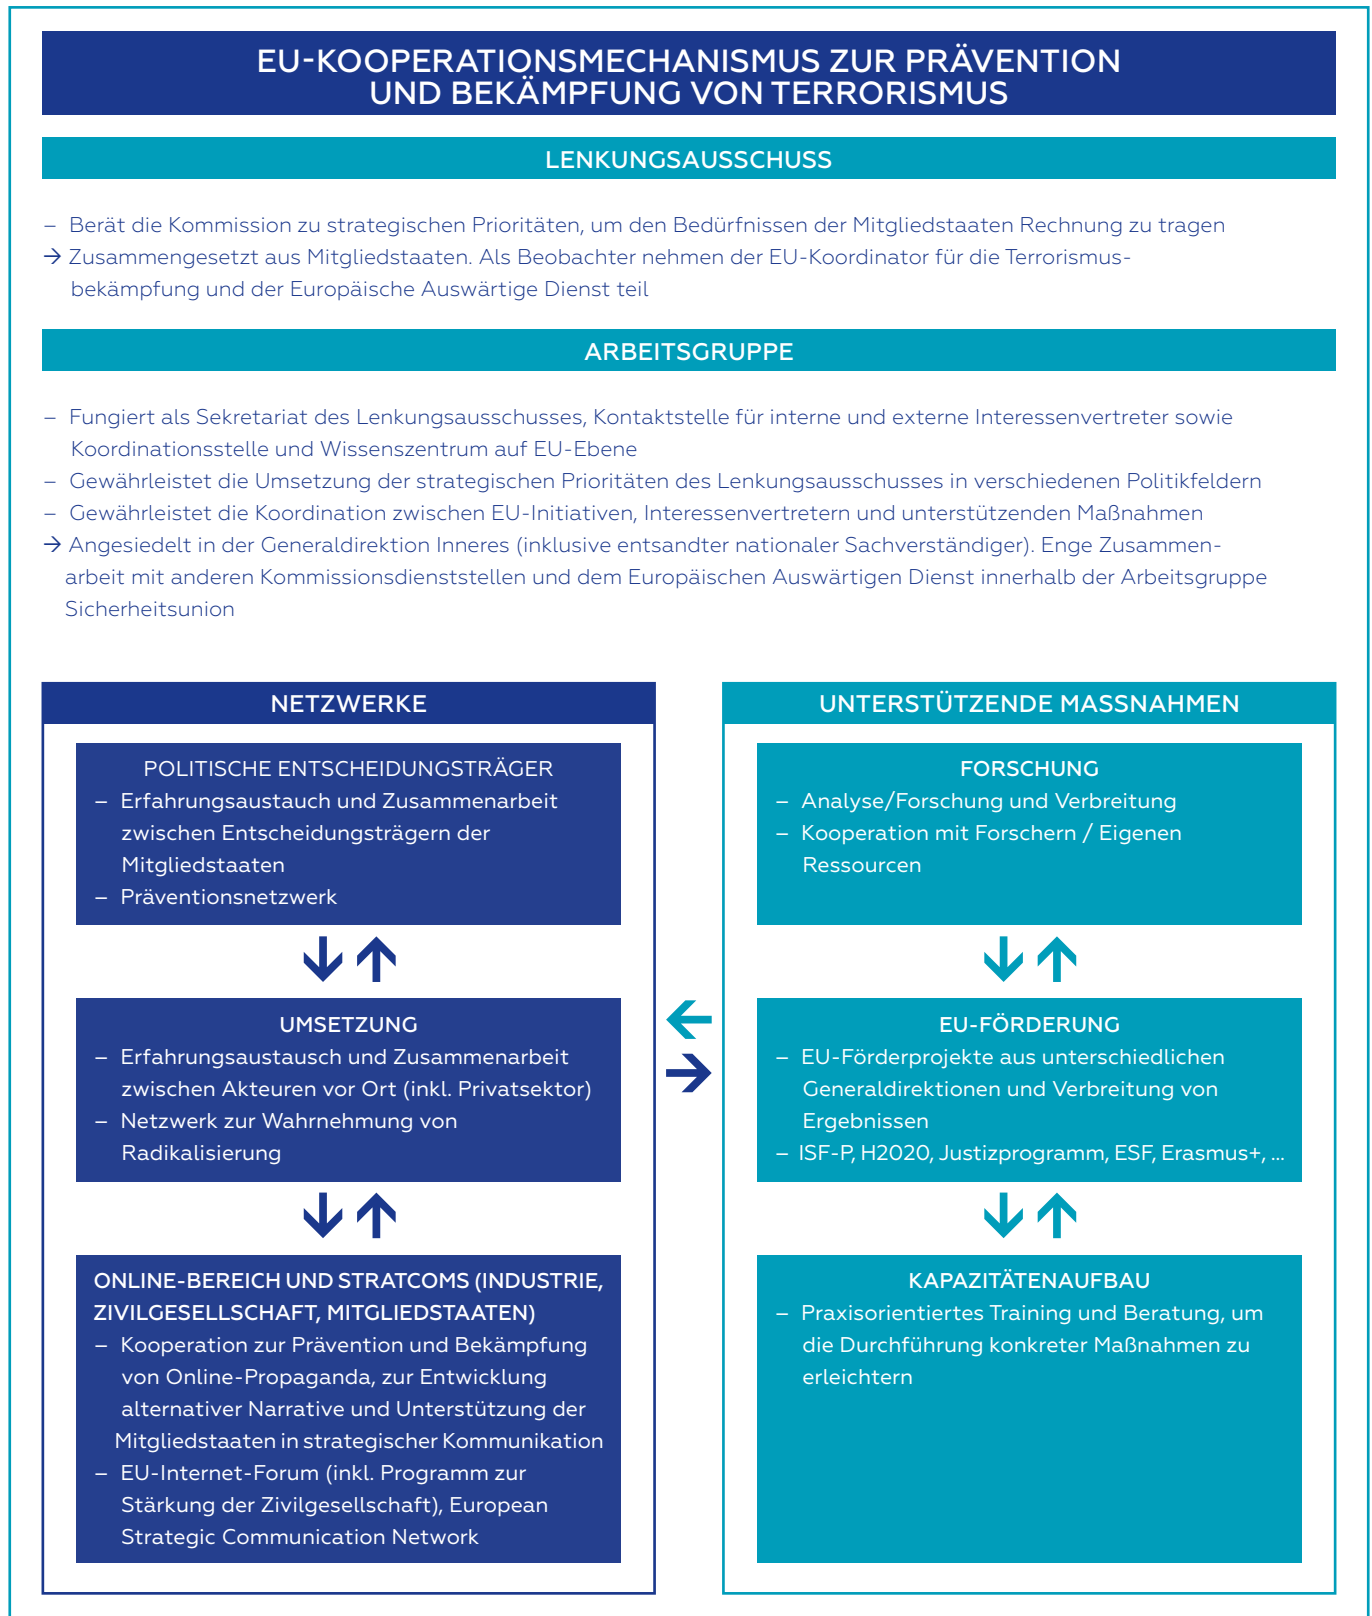 EU-KOOPERATIONSMECHANISMUS ZUR PRÄVENTION
UND BEKÄMPFUNG VON TERRORISMUS
LENKUNGSAUSSCHUSS
– Berät die Kommission zu strategischen Prioritäten, um den Bedürfnissen der Mitgliedstaaten Rechnung zu tragen
→ Zusammengesetzt aus Mitgliedstaaten. Als Beobachter nehmen der EU-Koordinator für die Terrorismus-
bekämpfung und der Europäische Auswärtige Dienst teil
ARBEITSGRUPPE
– Fungiert als Sekretariat des Lenkungsausschusses, Kontaktstelle für interne und externe Interessenvertreter sowie
Koordinationsstelle und Wissenszentrum auf EU-Ebene
– Gewährleistet die Umsetzung der strategischen Prioritäten des Lenkungsausschusses in verschiedenen Politikfeldern
– Gewährleistet die Koordination zwischen EU-Initiativen, Interessenvertretern und unterstützenden Maßnahmen
→ Angesiedelt in der Generaldirektion Inneres (inklusive entsandter nationaler Sachverständiger). Enge Zusammen-
arbeit mit anderen Kommissionsdienststellen und dem Europäischen Auswärtigen Dienst innerhalb der Arbeitsgruppe
Sicherheitsunion
NETZWERKE
POLITISCHE ENTSCHEIDUNGSTRÄGER
– Erfahrungsaustauch und Zusammenarbeit
zwischen Entscheidungsträgern der
Mitgliedstaaten
– Präventionsnetzwerk
UMSETZUNG
– Erfahrungsaustausch und Zusammenarbeit
zwischen Akteuren vor Ort (inkl. Privatsektor)
– Netzwerk zur Wahrnehmung von
Radikalisierung
ONLINE-BEREICH UND STRATCOMS (INDUSTRIE,
ZIVILGESELLSCHAFT, MITGLIEDSTAATEN)
– Kooperation zur Prävention und Bekämpfung
von Online-Propaganda, zur Entwicklung
alternativer Narrative und Unterstützung der
Mitgliedstaaten in strategischer Kommunikation
– EU-Internet-Forum (inkl. Programm zur
Stärkung der Zivilgesellschaft), European
Strategic Communication Network
UNTERSTÜTZENDE MASSNAHMEN
FORSCHUNG
– Analyse/Forschung und Verbreitung
– Kooperation mit Forschern / Eigenen
Ressourcen
EU-FÖRDERUNG
– EU-Förderprojekte aus unterschiedlichen
Generaldirektionen und Verbreitung von
Ergebnissen
– ISF-P, H2020, Justizprogramm, ESF, Erasmus+, ...
KAPAZITÄTENAUFBAU
– Praxisorientiertes Training und Beratung, um
die Durchführung konkreter Maßnahmen zu
erleichtern